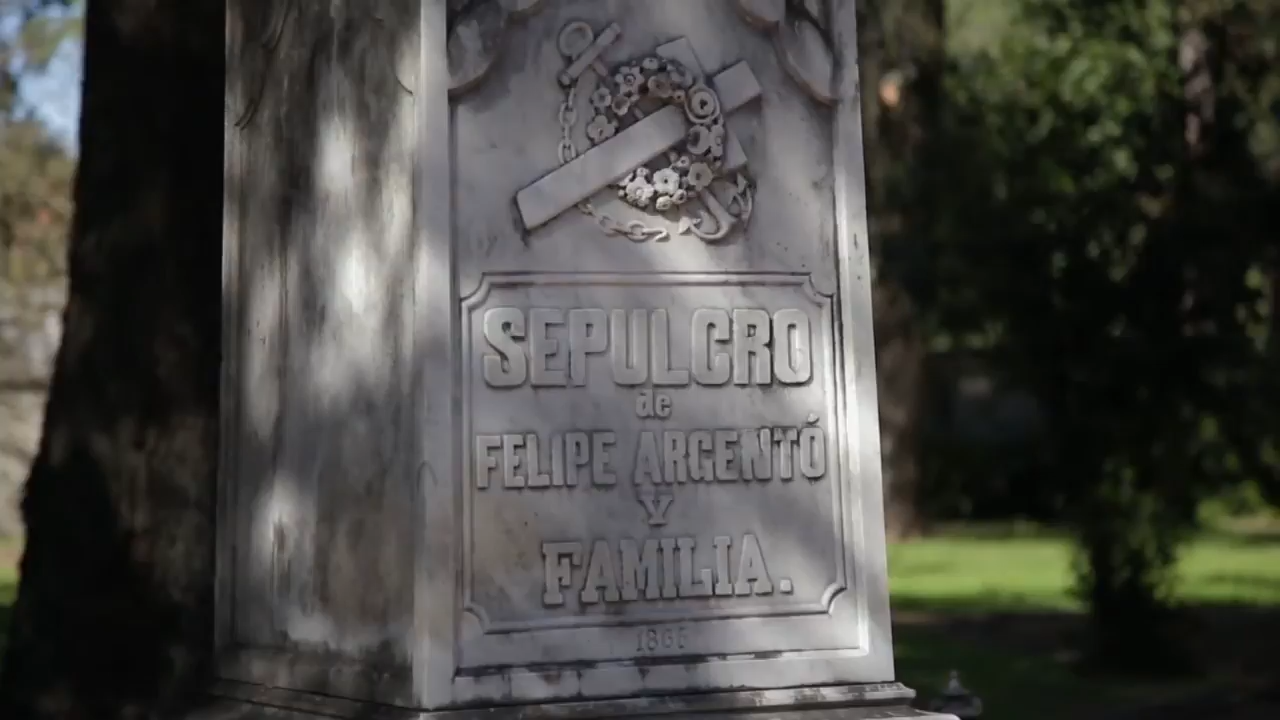 SEPULCRO
de
FELIPE ARGENTÓ
Y
FAMILIA.